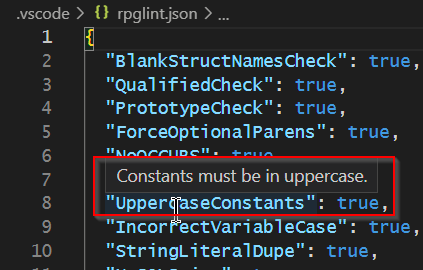 .vscode > {} rpglint.json > ...
1 {
2 "BlankStructNamesCheck": true,
3 "QualifiedCheck": true,
4 "PrototypeCheck": true,
5 "ForceOptionalParens": true,
6 "NoOCCURS": true,
Constants must be in uppercase.
7
8 "UppercaseConstants": true,
9 "IncorrectVariableCase": true,
10 "StringLiteralDupe": true,
11